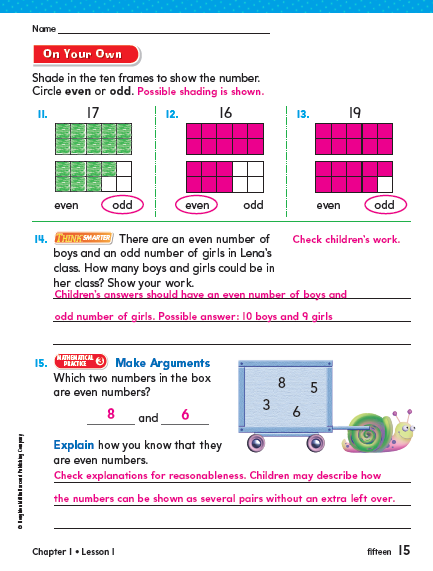 Name
On Your Own
Shade in the ten frames to show the number.
Circle even or odd. Possible shading is shown.
11. 17
12. 16
13. 19
even odd
even odd
even odd
14. THINK SMARTER There are an even number of
boys and an odd number of girls in Lena's
class. How many boys and girls could be in
her class? Show your work.
Check children's work.
Children's answers should have an even number of boys and
odd number of girls. Possible answer: 10 boys and 9 girls
15. MATHEMATICAL PRACTICE 3 Make Arguments
Which two numbers in the box
are even numbers?
8 and 6
8 5
3 6
Explain how you know that they
are even numbers.
Check explanations for reasonableness. Children may describe how
the numbers can be shown as several pairs without an extra left over.
© Houghton Mifflin Harcourt Publishing Company
Chapter 1 • Lesson 1
fifteen 15